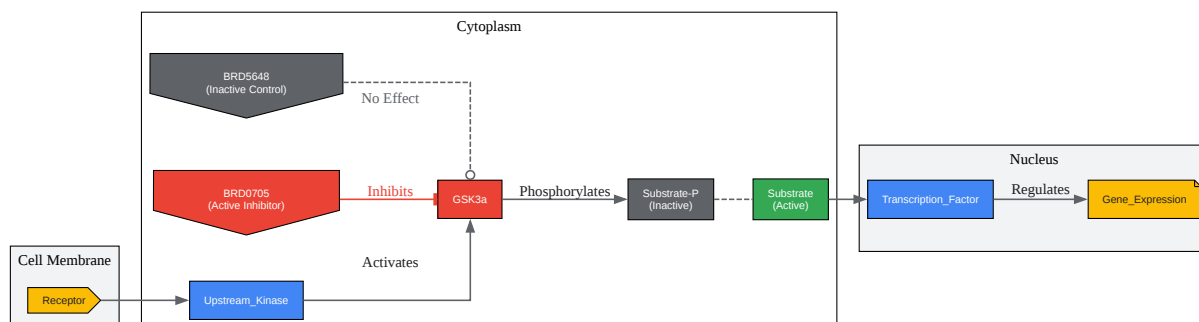 Cytoplasm
BRD5648
(Inactive Control)
No Effect
BRD0705
(Active Inhibitor)
Inhibits
GSK3a
Phosphorylates
Substrate-P
(Inactive)
Substrate
(Active)
Nucleus
Transcription_Factor
Regulates
Gene_Expression
Cell Membrane
Receptor
Upstream_Kinase
Activates